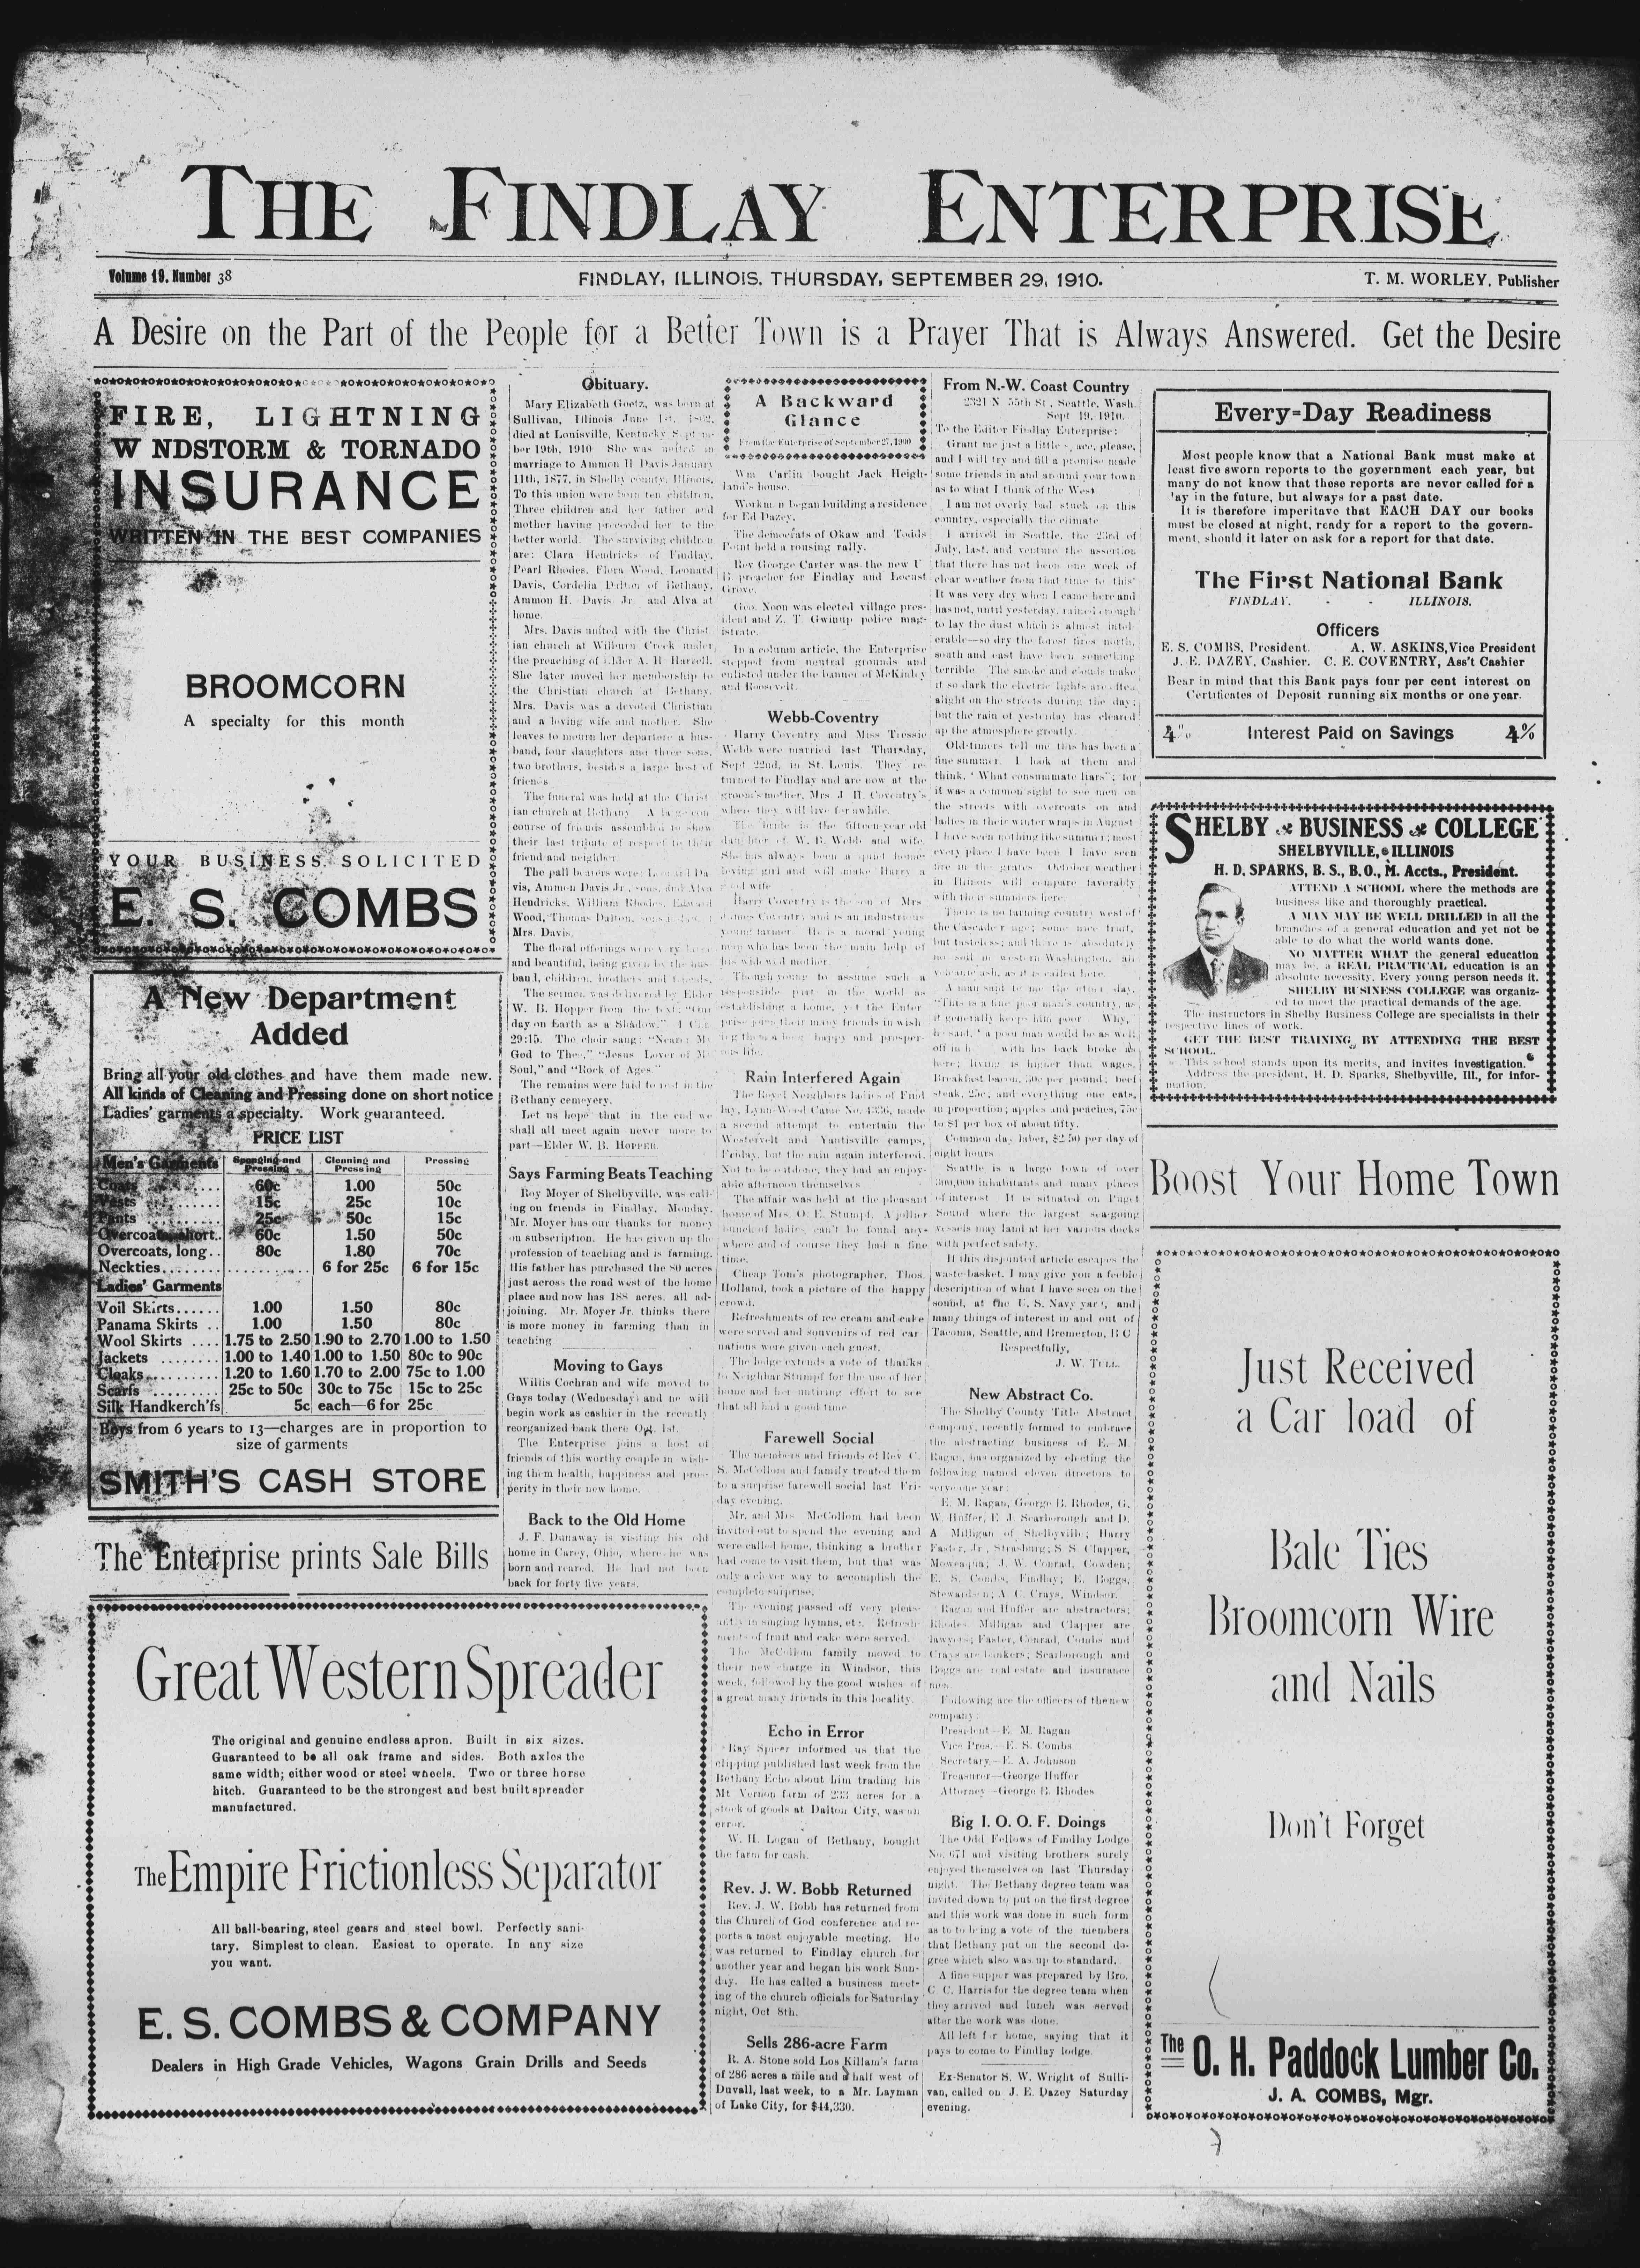 THE FINDLAY ENTERPRISE
Volume 19, Number 38
FINDLAY, ILLINOIS, THURSDAY, SEPTEMBER 29, 1910.
T. M. WORLEY, Publisher
A Desire on the Part of the People for a Better Town is a Prayer That is Always Answered. Get the Desire
FIRE, LIGHTNING
W NDSTORM & TORNADO
INSURANCE
WRITTEN IN THE BEST COMPANIES
BROOMCORN
A specialty for this month
YOUR BUSINESS SOLICITED
E. S. COMBS
A New Department
Added
Bring all your old clothes and have them made new.
All kinds of Cleaning and Pressing done on short notice
Ladies' garments a specialty. Work guaranteed.
PRICE LIST
Men's Garments Sponging and Pressing Cleaning and Pressing Pressing
Coats ........ 60c 1.00 50c
Vests ........ 15c 25c 10c
Pants ........ 25c 50c 15c
Overcoats, short.. 60c 1.50 50c
Overcoats, long.. 80c 1.80 70c
Neckties........ ........... 6 for 25c 6 for 15c
Ladies' Garments
Voil Skirts...... 1.00 1.50 80c
Panama Skirts .. 1.00 1.50 80c
Wool Skirts .... 1.75 to 2.50 1.90 to 2.70 1.00 to 1.50
Jackets ........ 1.00 to 1.40 1.00 to 1.50 80c to 90c
Cloaks.......... 1.20 to 1.60 1.70 to 2.00 75c to 1.00
Scarfs ......... 25c to 50c 30c to 75c 15c to 25c
Silk Handkerch'fs 5c each—6 for 25c
Boys from 6 years to 13—charges are in proportion to
size of garments
SMITH'S CASH STORE
The Enterprise prints Sale Bills
Great Western Spreader
The original and genuine endless apron. Built in six sizes.
Guaranteed to be all oak frame and sides. Both axles the
same width; either wood or steel wheels. Two or three horse
hitch. Guaranteed to be the strongest and best built spreader
manufactured.
The Empire Frictionless Separator
All ball-bearing, steel gears and steel bowl. Perfectly sani-
tary. Simplest to clean. Easiest to operate. In any size
you want.
E. S. COMBS & COMPANY
Dealers in High Grade Vehicles, Wagons Grain Drills and Seeds
Obituary.
Mary Elizabeth Goetz, was born at
Sullivan, Illinois June 1st, 1862,
died at Louisville, Kentucky Septem-
ber 19th, 1910 She was united in
marriage to Ammon H Davis January
11th, 1877, in Shelby county, Illinois.
To this union were born ten children,
Three children and her father and
mother having preceeded her to the
better world. The surviving children
are: Clara Hendricks of Findlay,
Pearl Rhodes, Flora Wood, Leonard
Davis, Cordelia Dalton of Bethany,
Ammon H. Davis Jr. and Alva at
home.
Mrs. Davis united with the Christ
ian church at Wilburn Creek under
the preaching of Elder A. H Harrell.
She later moved her membership to
the Christian church at Bethany.
Mrs. Davis was a devoted Christian
and a loving wife and mother. She
leaves to mourn her departure a hus-
band, four daughters and three sons,
two brothers, besides a large host of
friends
The funeral was held at the Christ
ian church at Bethany A large con
course of friends assembled to show
their last tribute of respect to their
friend and neighbor
The pall bearers were: Leonard Da
vis, Ammon Davis Jr., sons, and Alva
Hendricks, William Rhodes, Edward
Wood, Thomas Dalton,
Mrs. Davis.
The floral offerings were very large
and beautiful, being given by the hus
band, children, brothers and friends.
The sermon was delivered by Elder
W. B. Hopper from the text: "Our
day on Earth as a Shadow." 1 Chr
29:15. The choir sang: "Nearer My
God to Thee," "Jesus Lover of My
Soul," and "Rock of Ages."
The remains were laid to rest in the
Bethany cemeyery.
Let us hope that in the end we
shall all meet again never more to
part—Elder W. B. HOPPER.
Says Farming Beats Teaching
Roy Moyer of Shelbyville, was call-
ing on friends in Findlay, Monday.
Mr. Moyer has our thanks for money
on subscription. He has given up the
profession of teaching and is farming.
His father has purchased the 80 acres
just across the road west of the home
place and now has 188 acres, all ad-
joining. Mr. Moyer Jr. thinks there
is more money in farming than in
teaching
Moving to Gays
Willis Cochran and wife moved to
Gays today (Wednesday) and he will
begin work as cashier in the recently
reorganized bank there Oct. 1st.
The Enterprise joins a host of
friends of this worthy couple in wish-
ing them health, happiness and pros-
perity in their new home.
Back to the Old Home
J. F. Dunaway is visiting his old
home in Carey, Ohio, where he was
born and reared. He had not been
back for forty five years.
A Backward
Glance
From the Enterprise of September 27, 1900
Wm Carlin bought Jack Heigh-
land's house.
Workmen began building a residence
for Ed Dazey.
The democrats of Okaw and Todds
Point held a rousing rally.
Rev George Carter was the new U
B preacher for Findlay and Locust
Grove.
Geo. Noon was elected village pres-
ident and Z. T. Gwinup police mag-
istrate.
In a column article, the Enterprise
stepped from neutral grounds and
enlisted under the banner of McKinley
and Roosevelt.
Webb-Coventry
Harry Coventry and Miss Tressie
Webb were married last Thursday,
Sept 22nd, in St. Louis. They re
turned to Findlay and are now at the
groom's mother, Mrs J. H. Coventry's
where they will live for awhile.
The bride is the fifteen-year old
daughter of W. B. Webb and wife.
She has always been a quiet home-
loving girl and will make Harry a
good wife
Harry Coventry is the son of Mrs
James Coventry and is an industrious
young farmer. He is a moral young
man who has been the main help of
his widowed mother
Though young to assume such a
responsible part in the world as
establishing a home, yet the Enter
prise joins their many friends in wish
ing them a long happy and prosper-
ous life.
Rain Interfered Again
The Royal Neighbors ladies of Find
lay, Lynn-Wood Camp No. 4336, made
a second attempt to entertain the
Westervelt and Yantisville camps,
Friday, but the rain again interfered.
Not to be outdone, they had an enjoy-
able afternoon themselves
The affair was held at the pleasant
home of Mrs. O. E. Stumpf. A jollier
bunch of ladies can't be found any-
where and of course they had a fine
time.
Cheap Tom's photographer, Thos.
Holland, took a picture of the happy
crowd.
Refreshments of ice cream and cake
were served and souvenirs of red car-
nations were given each guest.
The lodge extends a vote of thanks
to Neighbar Stumpf for the use of her
home and her untiring effort to see
that all had a good time
Farewell Social
The members and friends of Rev. C.
S. McCollom and family treated them
to a surprise farewell social last Fri-
day evening.
Mr. and Mrs McCollom had been
invited out to spend the evening and
were called home, thinking a brother
had come to visit them, but that was
only a clever way to accomplish the
complete surprise.
The evening passed off very pleas-
antly in singing hymns, etc. Refresh-
ments of fruit and cake were served.
The McCollom family moved to
their new charge in Windsor, this
week, followed by the good wishes of
a great many friends in this locality.
Echo in Error
Ray Spicer informed us that the
clipping published last week from the
Bethany Echo about him trading his
Mt Vernon farm of 233 acres for a
stock of goods at Dalton City, was an
error.
W. H. Logan of Bethany, bought
the farm for cash.
Rev. J. W. Bobb Returned
Rev. J. W. Bobb has returned from
the Church of God conference and re-
ports a most enjoyable meeting. He
was returned to Findlay church for
another year and began his work Sun-
day. He has called a business meet-
ing of the church officials for Saturday
night, Oct 8th.
Sells 286-acre Farm
R. A. Stone sold Los Killam's farm
of 286 acres a mile and a half west of
Duvall, last week, to a Mr. Layman
of Lake City, for $44,330.
From N.-W. Coast Country
2321 N 55th St, Seattle, Wash.
Sept 19, 1910.
To the Editor Findlay Enterprise:
Grant me just a little space, please,
and I will try and fill a promise made
some friends in and around your town
as to what I think of the West
I am not overly bad stuck on this
country, especially the climate
I arrived in Seattle, the 23rd of
July, last, and venture the assertion
that there has not been one week of
clear weather from that time to this
It was very dry when I came here and
has not, until yesterday, rained enough
to lay the dust which is almost intol
erable—so dry the forest fires north,
south and east have been something
terrible. The smoke and clouds make
it so dark the electric lights are often
alight on the streets during the day;
but the rain of yesterday has cleared
up the atmosphere greatly.
Old-timers tell me this has been a
fine summer. I look at them and
think, "What consummate liars"; for
it was a common sight to see men on
the streets with overcoats on and
ladies in their winter wraps in August
I have seen nothing like summer; most
every place I have been I have seen
fire in the grates October weather
in Illinois will compare favorably
with their summers here.
There is no farming country west of
the Cascade range; some nice fruit,
but tasteless; and there is absolutely
no soil in western Washington, all
volcanic ash, as it is called here.
A man said to me the other day,
"This is a fine poor man's country, as
it generally keeps him poor Why,"
he said, "a poor man would be as well
off in h with his back broke as
here; living is higher than wages.
Breakfast bacon, 30c per pound; beef
steak, 25c; and everything one eats,
in proportion; apples and peaches, 75c
to $1 per box of about fifty.
Common day labor, $2 50 per day of
eight hours
Seattle is a large town of over
300,000 inhabitants and many places
of interest It is situated on Puget
Sound where the largest sea-going
vessels may land at her various docks
with perfect safety.
If this disjointed article escapes the
waste-basket, I may give you a feeble
description of what I have seen on the
sound, at the U. S. Navy yard, and
many things of interest in and out of
Tacoma, Seattle, and Bremerton, B C
Respectfully,
J. W. TULL.
New Abstract Co.
The Shelby County Title Abstract
company, recently formed to embrace
the abstracting business of E. M.
Ragan, has organized by electing the
following named eleven directors to
serve one year:
E. M. Ragan, George B. Rhodes, G.
W. Huffer, E. J. Scarborough and D.
A Milligan of Shelbyville; Harry
Faster, Jr., Strasburg; S. S. Clapper,
Moweaqua; J. W. Conrad, Cowden;
E. S. Combs, Findlay; E. Boggs,
Stewardson; A. C. Crays, Windsor.
Ragan and Huffer are abstractors;
Rhodes, Milligan and Clapper are
lawyers; Faster, Conrad, Combs and
Crays are bankers; Scarborough and
Boggs are real estate and insurance
men.
Following are the officers of the new
company:
President—E. M. Ragan
Vice Pres.—E. S. Combs
Secretary—E. A. Johnson
Treasurer—George Huffer
Attorney—George B. Rhodes
Big I. O. O. F. Doings
The Odd Fellows of Findlay Lodge
No. 671 and visiting brothers surely
enjoyed themselves on last Thursday
night. The Bethany degree team was
invited down to put on the first degree
and this work was done in such form
as to to bring a vote of the members
that Bethany put on the second de-
gree which also was up to standard.
A fine supper was prepared by Bro.
C C. Harris for the degree team when
they arrived and lunch was served
after the work was done.
All left for home, saying that it
pays to come to Findlay lodge.
Ex-Senator S. W. Wright of Sulli-
van, called on J. E. Dazey Saturday
evening.
Every=Day Readiness
Most people know that a National Bank must make at
least five sworn reports to the government each year, but
many do not know that these reports are never called for a
'ay in the future, but always for a past date.
It is therefore imperitave that EACH DAY our books
must be closed at night, ready for a report to the govern-
ment, should it later on ask for a report for that date.
The First National Bank
FINDLAY. - - ILLINOIS.
Officers
E. S. COMBS, President. A. W. ASKINS, Vice President
J. E. DAZEY, Cashier. C. E. COVENTRY, Ass't Cashier
Bear in mind that this Bank pays four per cent interest on
Certificates of Deposit running six months or one year.
4% Interest Paid on Savings 4%
SHELBY BUSINESS COLLEGE
SHELBYVILLE, ILLINOIS
H. D. SPARKS, B. S., B. O., M. Accts., President.
ATTEND A SCHOOL where the methods are
business like and thoroughly practical.
A MAN MAY BE WELL DRILLED in all the
branches of a general education and yet not be
able to do what the world wants done.
NO MATTER WHAT the general education
may be, a REAL PRACTICAL education is an
absolute necessity. Every young person needs it.
SHELBY BUSINESS COLLEGE was organiz-
ed to meet the practical demands of the age.
The instructors in Shelby Business College are specialists in their
respective lines of work.
GET THE BEST TRAINING BY ATTENDING THE BEST
SCHOOL.
This school stands upon its merits, and invites investigation.
Address the president, H. D. Sparks, Shelbyville, Ill., for infor-
mation.
Boost Your Home Town
Just Received
a Car load of
Bale Ties
Broomcorn Wire
and Nails
Don't Forget
The O. H. Paddock Lumber Co.
J. A. COMBS, Mgr.